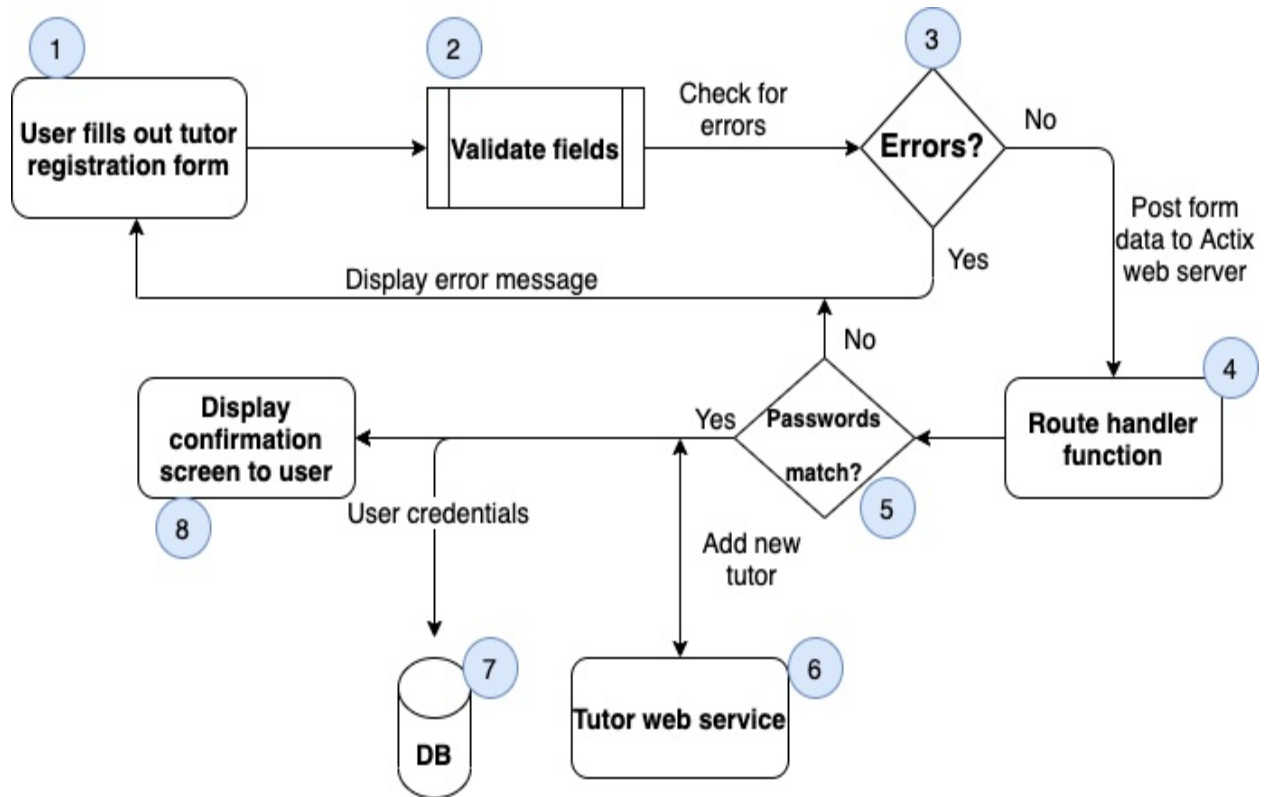 1
User fills out tutor
registration form
2
Validate fields
Check for
errors
3
Errors?
No
Post form
data to Actix
web server
Yes
Display error message
4
Route handler
function
No
Passwords
match?
5
Yes
Display
confirmation
screen to user
8
User credentials
Add new
tutor
7
DB
6
Tutor web service